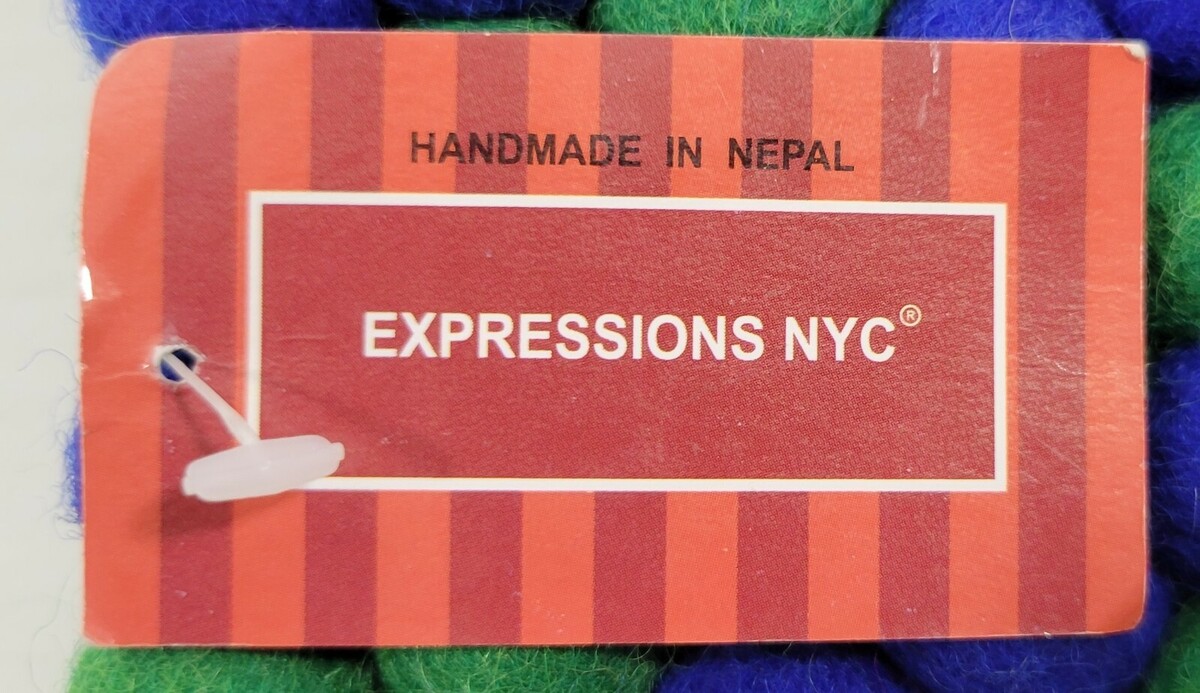 HANDMADE IN NEPAL
EXPRESSIONS NYC®